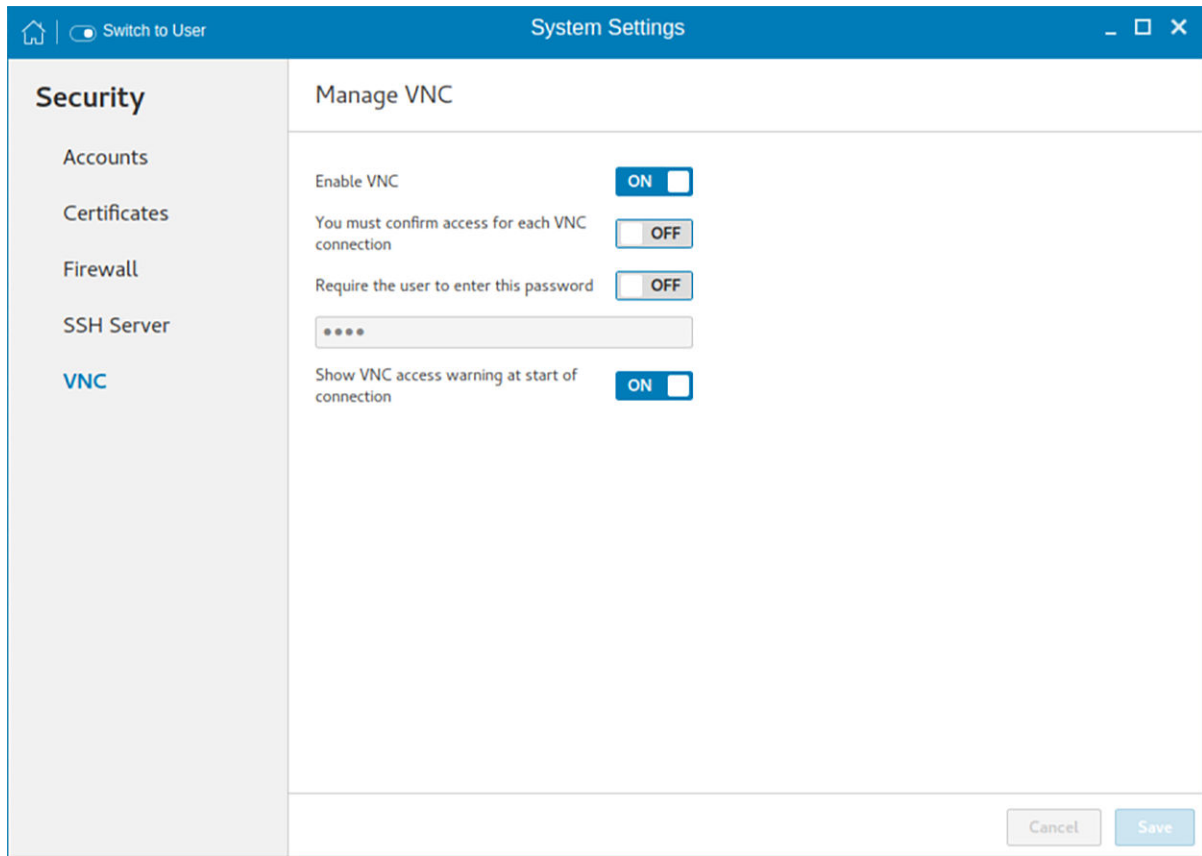 Switch to User
System Settings
Security
Accounts
Certificates
Firewall
SSH Server
VNC
Manage VNC
Enable VNC
ON
You must confirm access for each VNC
connection
OFF
Require the user to enter this password
OFF
••••
Show VNC access warning at start of
connection
ON
Cancel
Save